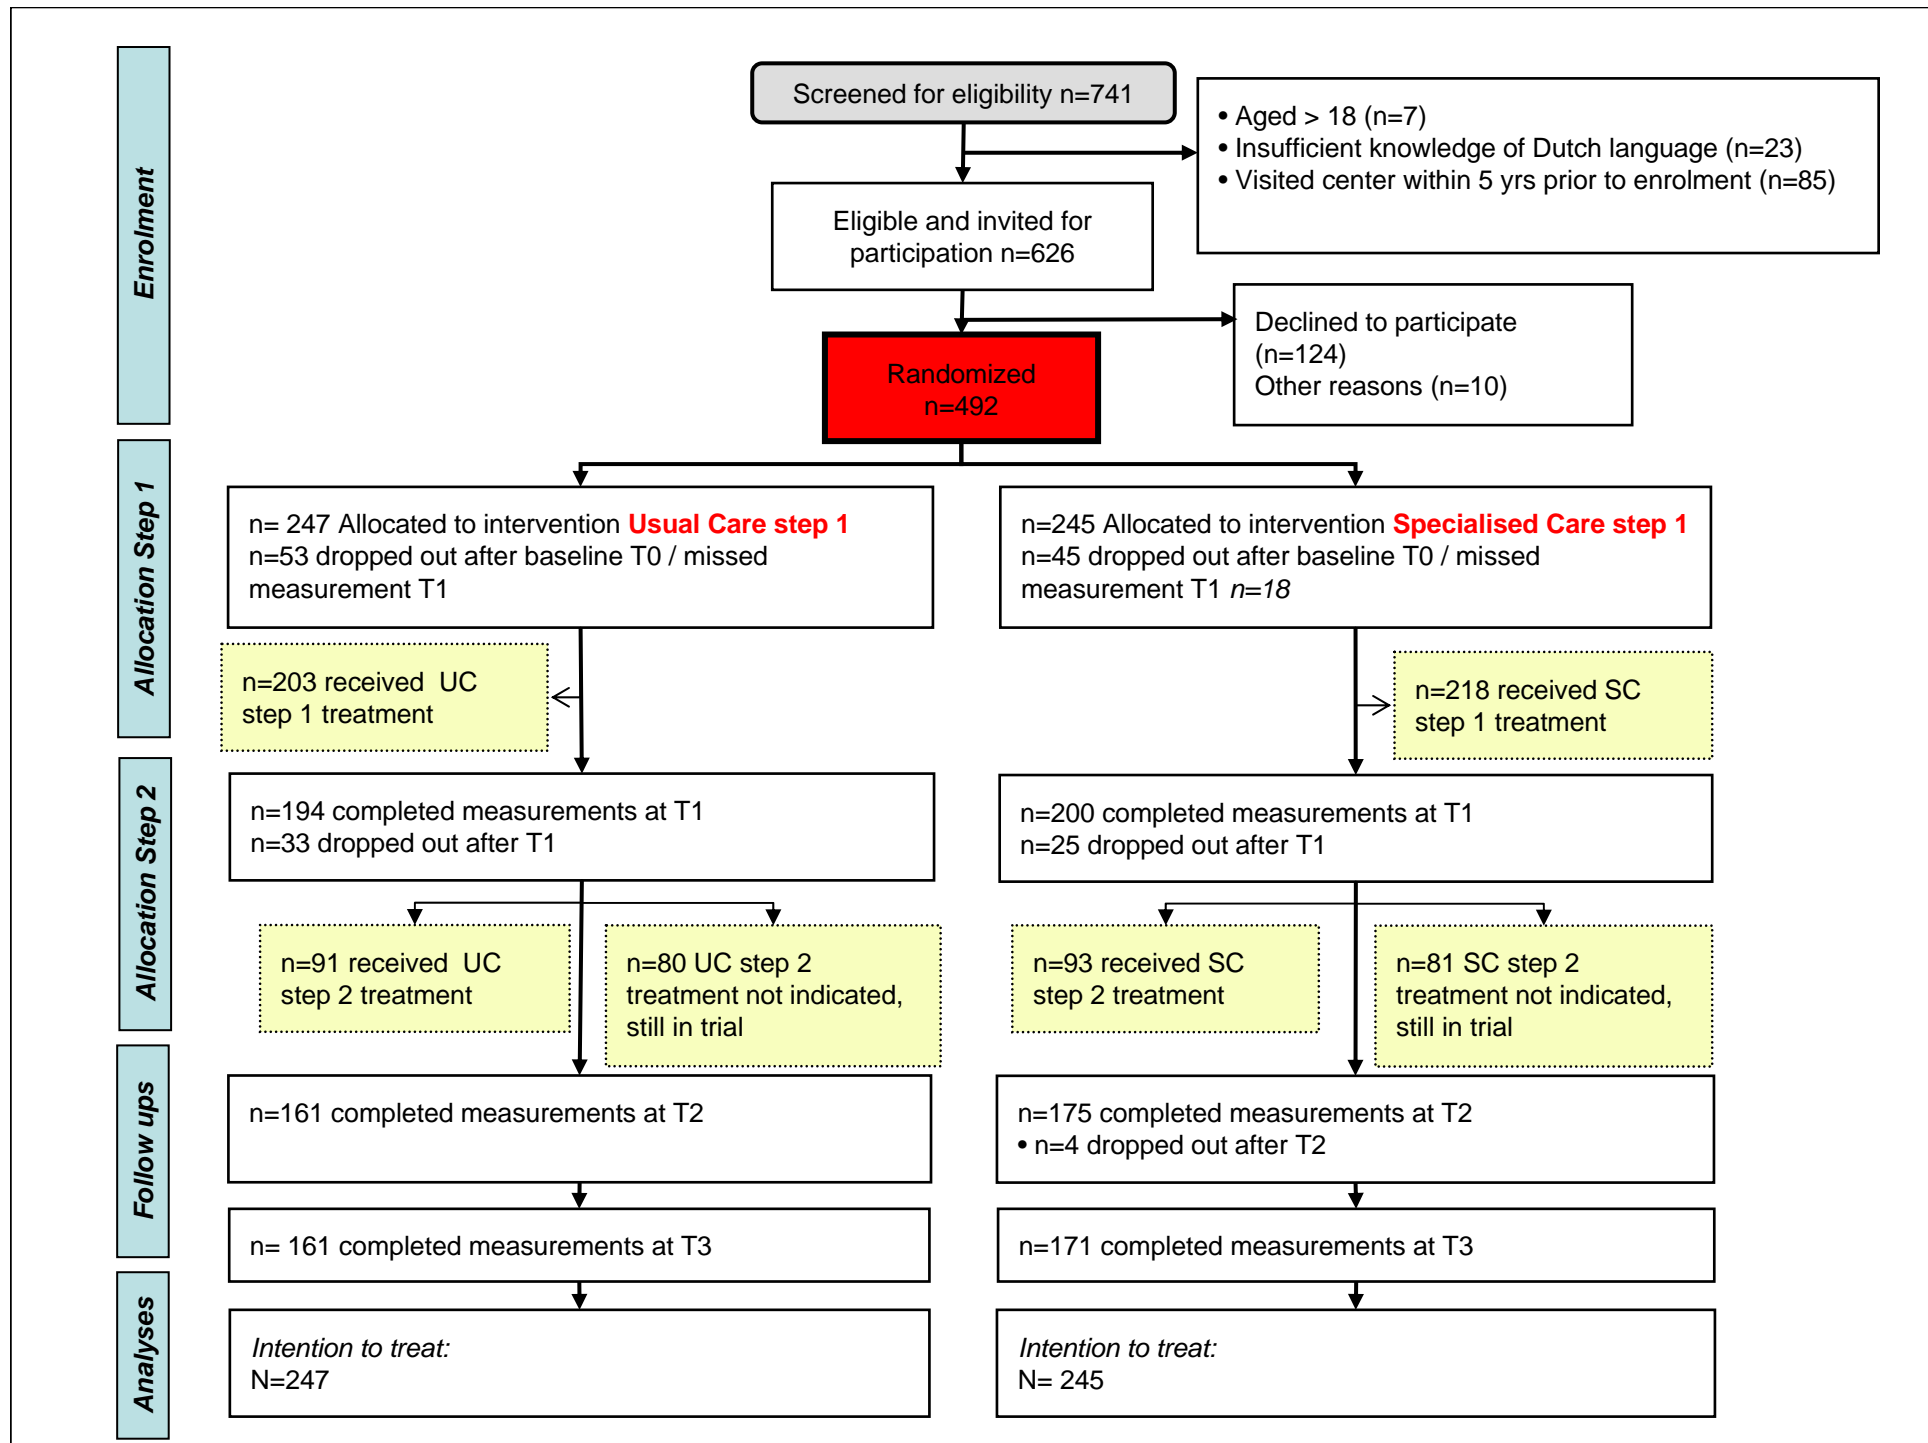 Enrolment
Screened for eligibility n=741
• Aged > 18 (n=7)
• Insufficient knowledge of Dutch language (n=23)
• Visited center within 5 yrs prior to enrolment (n=85)
Eligible and invited for
participation n=626
Declined to participate
(n=124)
Other reasons (n=10)
Randomized
n=492
Allocation Step 1
n= 247 Allocated to intervention Usual Care step 1
n=53 dropped out after baseline T0 / missed
measurement T1
n=245 Allocated to intervention Specialised Care step 1
n=45 dropped out after baseline T0 / missed
measurement T1 n=18
n=203 received  UC
step 1 treatment
n=218 received SC
step 1 treatment
Allocation Step 2
n=194 completed measurements at T1
n=33 dropped out after T1
n=200 completed measurements at T1
n=25 dropped out after T1
n=91 received  UC
step 2 treatment
n=80 UC step 2
treatment not indicated,
still in trial
n=93 received SC
step 2 treatment
n=81 SC step 2
treatment not indicated,
still in trial
Follow ups
n=161 completed measurements at T2
n=175 completed measurements at T2
• n=4 dropped out after T2
n= 161 completed measurements at T3
n=171 completed measurements at T3
Analyses
Intention to treat:
N=247
Intention to treat:
N= 245